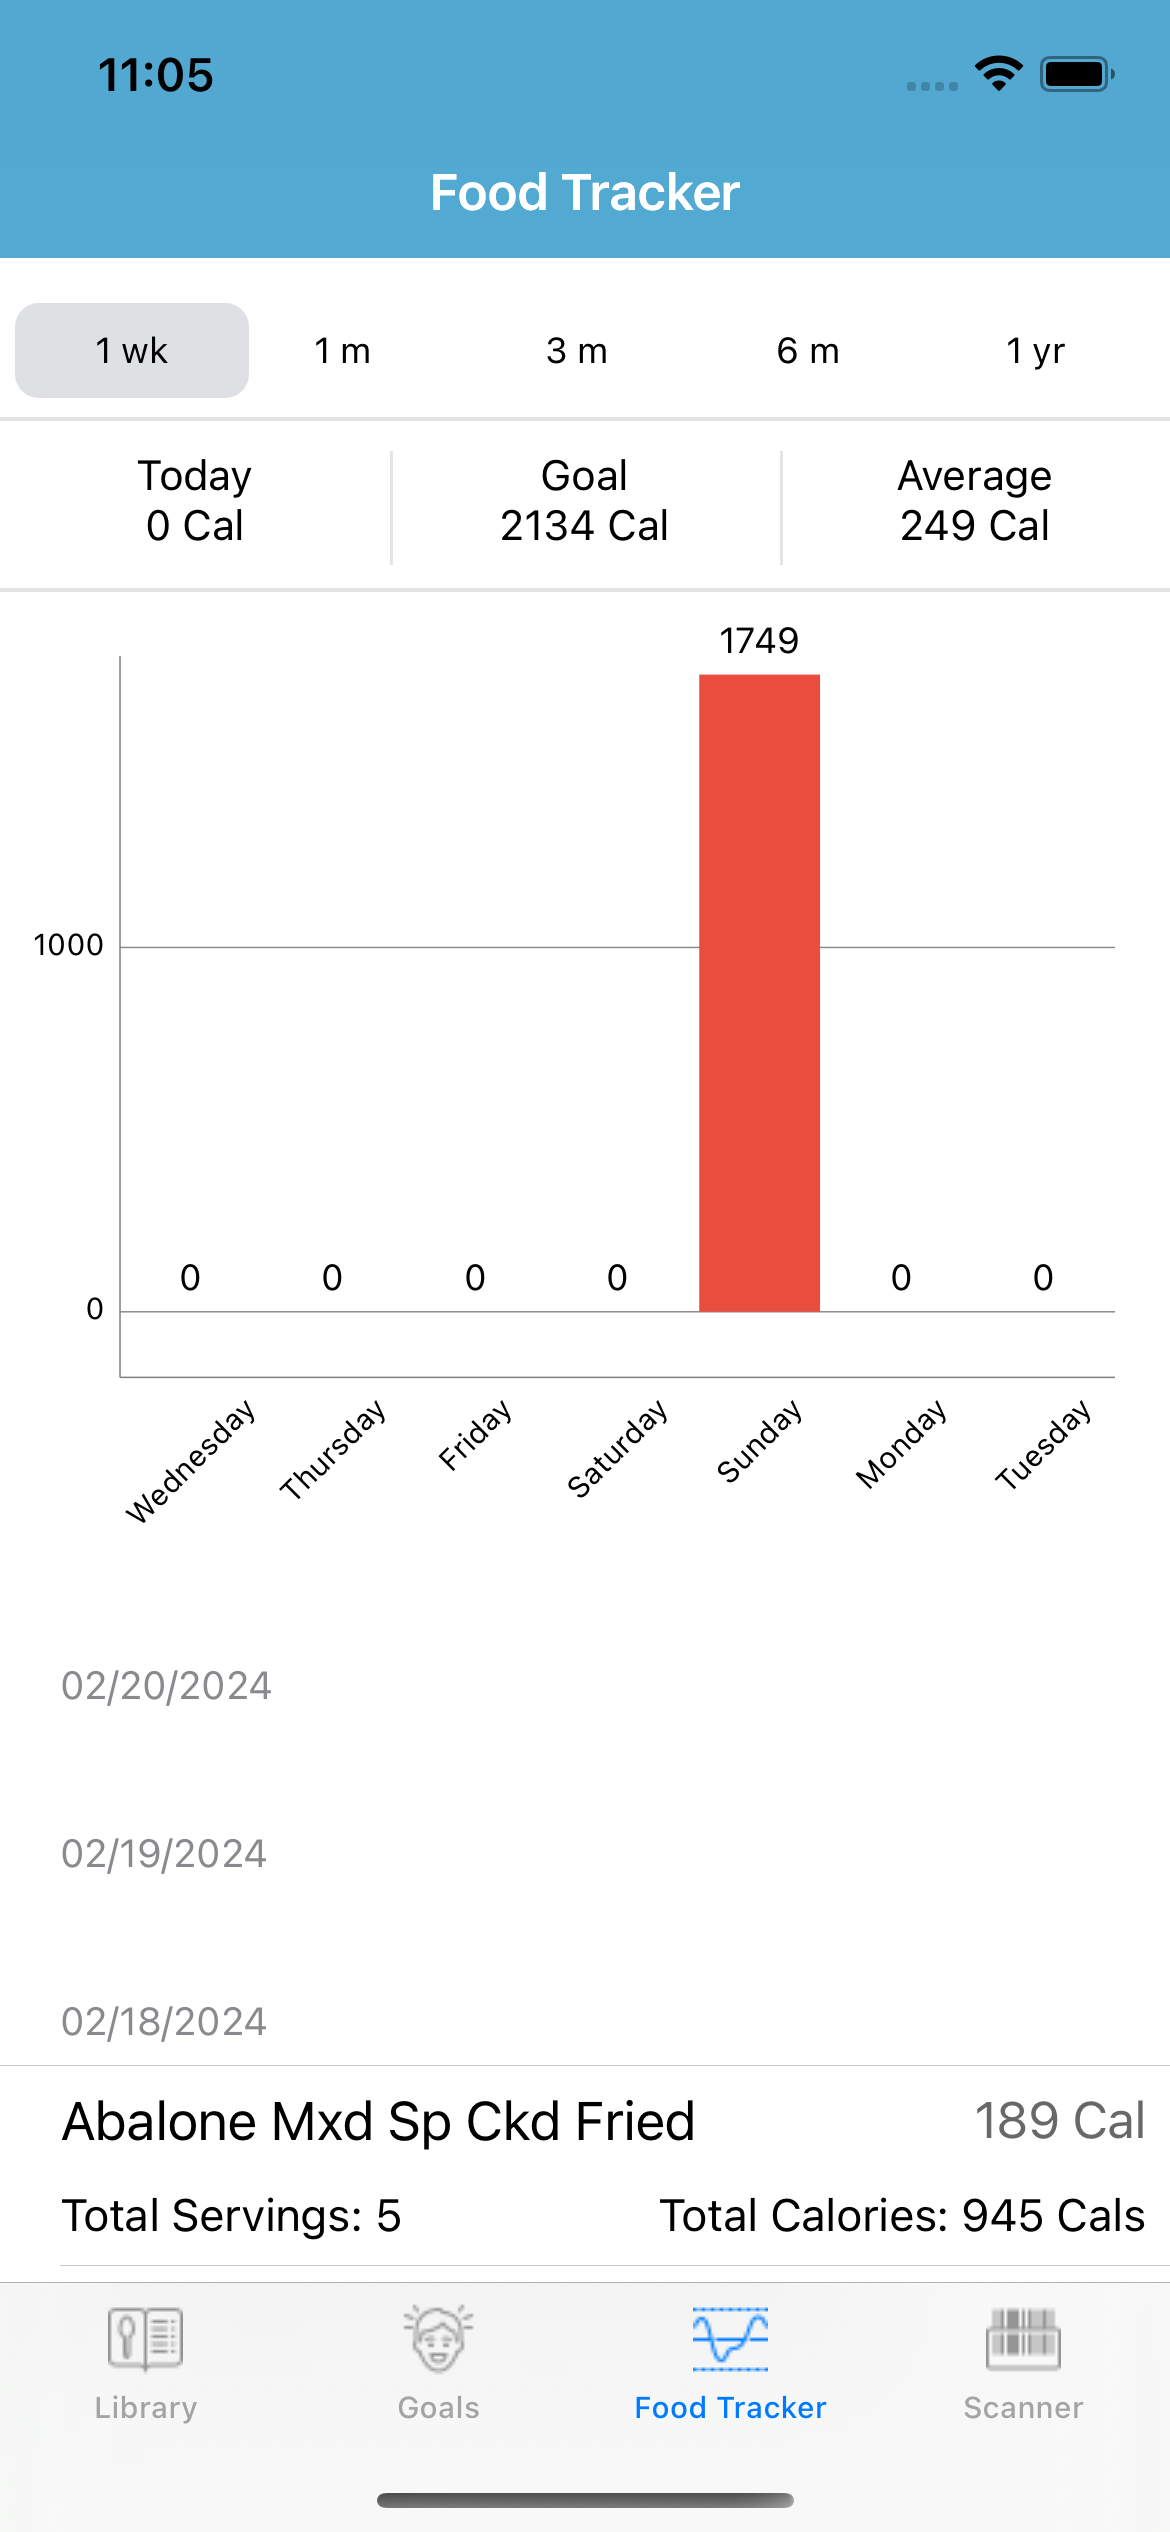 11:05
Food Tracker
1 wk 1 m 3 m 6 m 1 yr
Today Goal Average
0 Cal 2134 Cal 249 Cal
1749
1000
0 0 0 0 0 0
0
Wednesday Thursday Friday Saturday Sunday Monday Tuesday
02/20/2024
02/19/2024
02/18/2024
Abalone Mxd Sp Ckd Fried 189 Cal
Total Servings: 5 Total Calories: 945 Cals
Library Goals Food Tracker Scanner